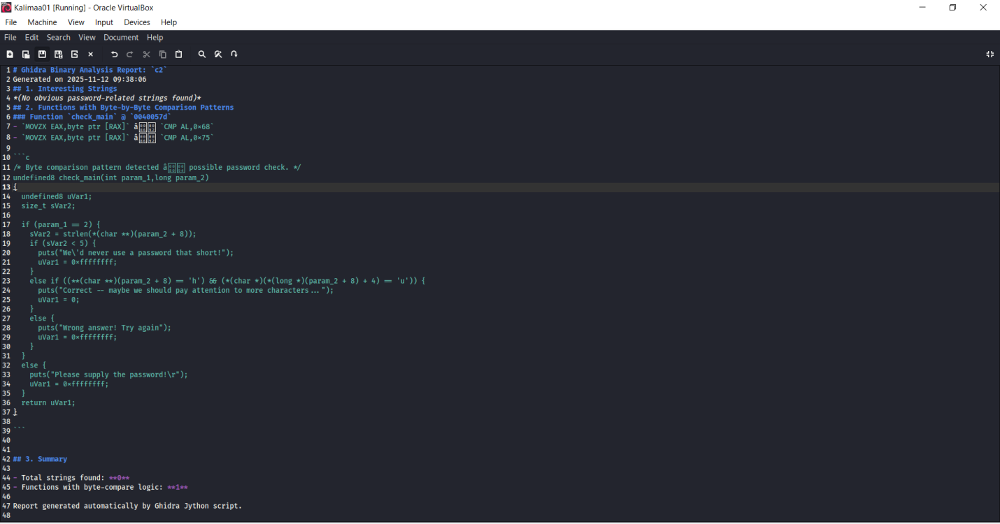 Kalimaa01 [Running] - Oracle VirtualBox
File Machine View Input Devices Help
File Edit Search View Document Help
1 # Ghidra Binary Analysis Report: `c2`
2 Generated on 2025-11-12 09:38:06
3 ## 1. Interesting Strings
4 *(No obvious password-related strings found)*
5 ## 2. Functions with Byte-by-Byte Comparison Patterns
6 ### Function `check_main` @ `0040057d`
7 - `MOVZX EAX,byte ptr [RAX]` â `CMP AL,0x68`
8 - `MOVZX EAX,byte ptr [RAX]` â `CMP AL,0x75`
9
10 ```c
11 /* Byte comparison pattern detected â possible password check. */
12 undefined8 check_main(int param_1,long param_2)
13 {
14   undefined8 uVar1;
15   size_t sVar2;
16
17   if (param_1 == 2) {
18     sVar2 = strlen(*(char **)(param_2 + 8));
19     if (sVar2 < 5) {
20       puts("We\'d never use a password that short!");
21       uVar1 = 0xffffffff;
22     }
23     else if ((**(char **)(param_2 + 8) == 'h') && (*(char *)(*(long *)(param_2 + 8) + 4) == 'u')) {
24       puts("Correct -- maybe we should pay attention to more characters...");
25       uVar1 = 0;
26     }
27     else {
28       puts("Wrong answer! Try again");
29       uVar1 = 0xffffffff;
30     }
31   }
32   else {
33     puts("Please supply the password!\r");
34     uVar1 = 0xffffffff;
35   }
36   return uVar1;
37 }
38
39 ```
40
41
42 ## 3. Summary
43
44 - Total strings found: **0**
45 - Functions with byte-compare logic: **1**
46
47 Report generated automatically by Ghidra Jython script.
48